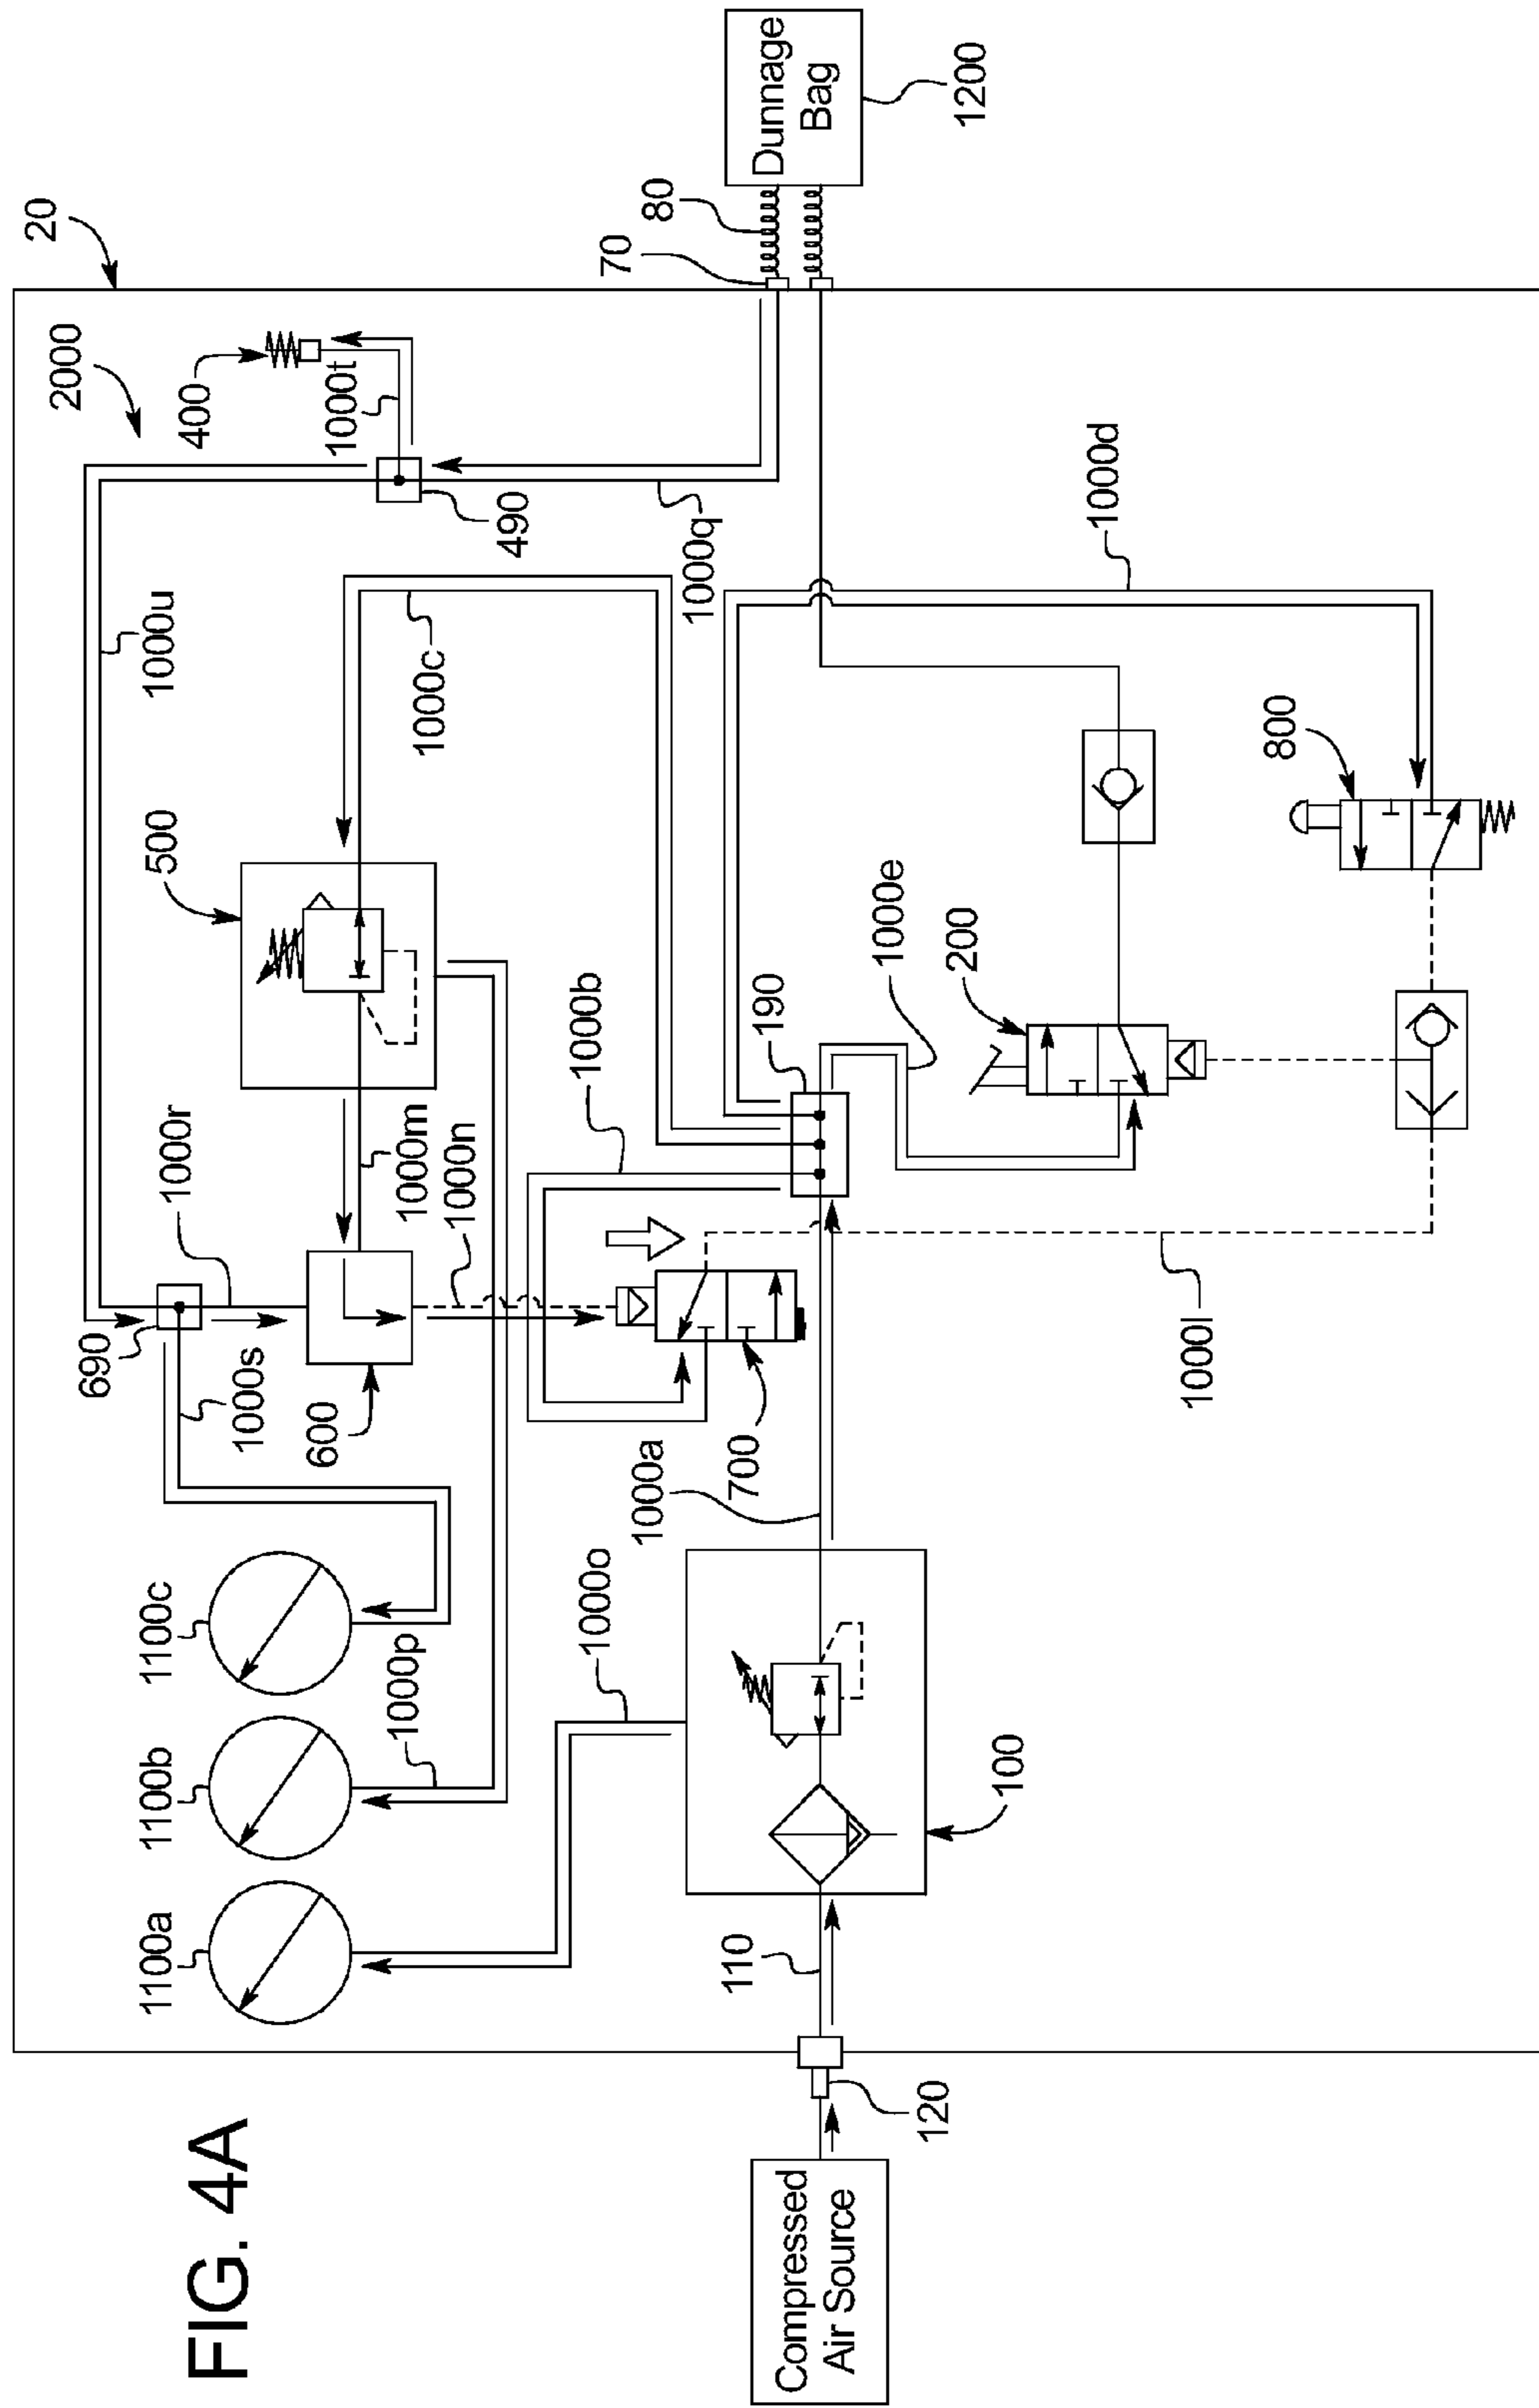 FIG. 4A
20
2000
1000u
690
1100a
1100b
1100c
1000s
1000r
500
400
1000t
600
1000m
1000p
1000n
1000c
490
1000o
1000b
1000q
70
80
1000a
700
190
110
Compressed
Air Source
Dunnage
Bag
120
100
1000e
200
1200
1000d
1000l
800